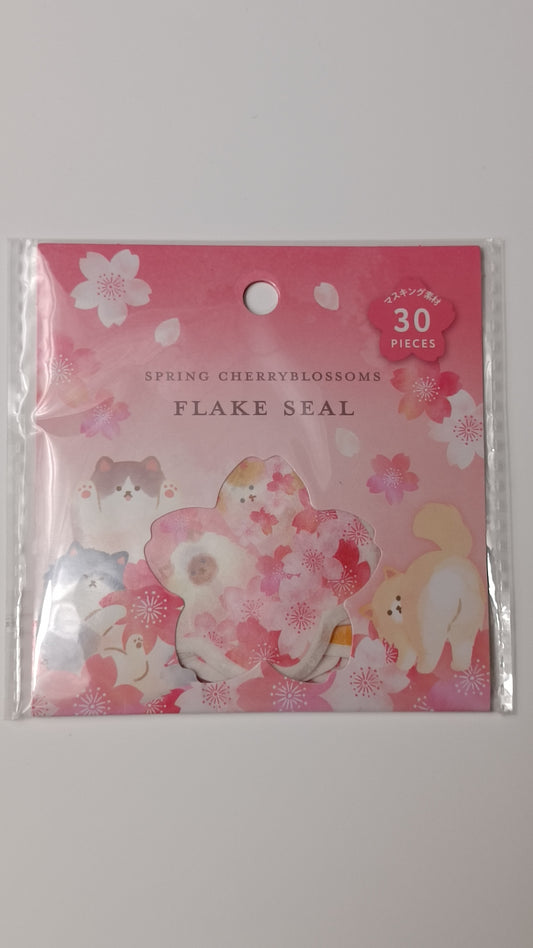 マスキング素材
30
PIECES
SPRING CHERRYBLOSSOMS
FLAKE SEAL